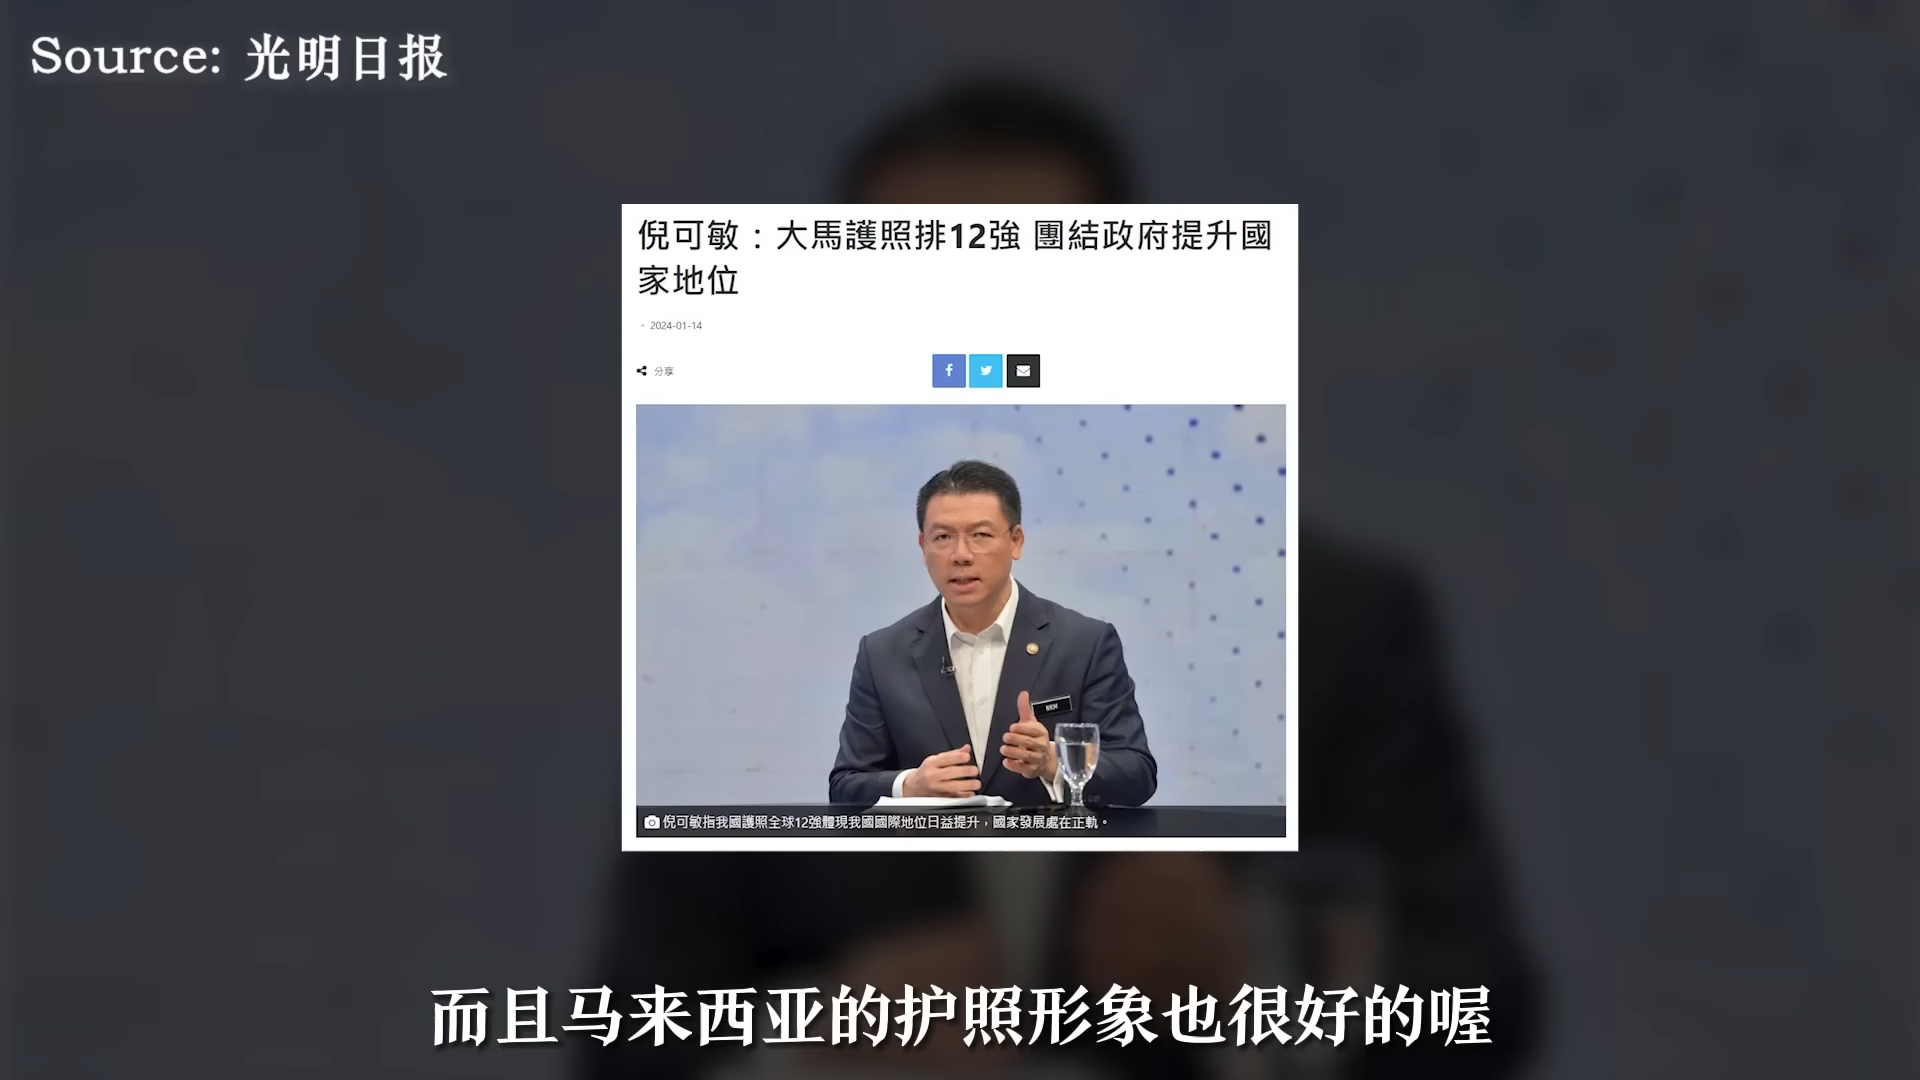 Source: 光明日报
倪可敏：大馬護照排12強 團結政府提升國
家地位
2024-01-14
分享
NKM
倪可敏指我國護照全球12強體現我國國際地位日益提升，國家發展處在正軌。
而且马来西亚的护照形象也很好的喔